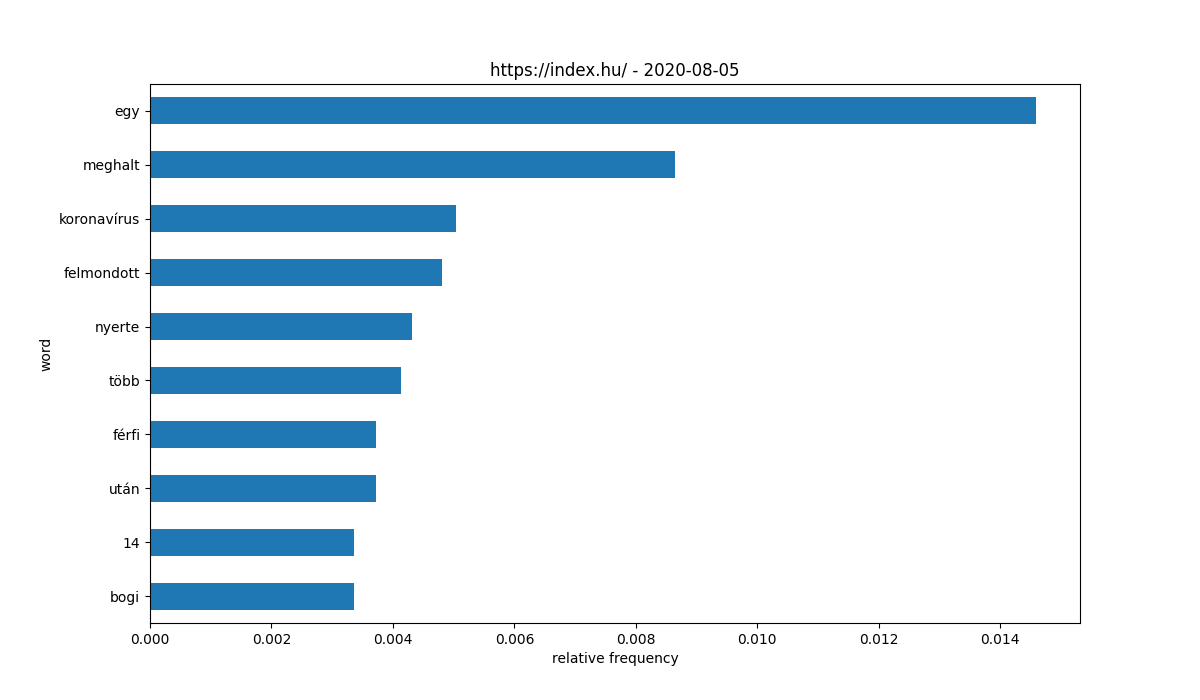 https://index.hu/ - 2020-08-05
egy
meghalt
koronavírus
felmondott
nyerte
több
férfi
után
14
bogi
word
0.000 0.002 0.004 0.006 0.008 0.010 0.012 0.014
relative frequency